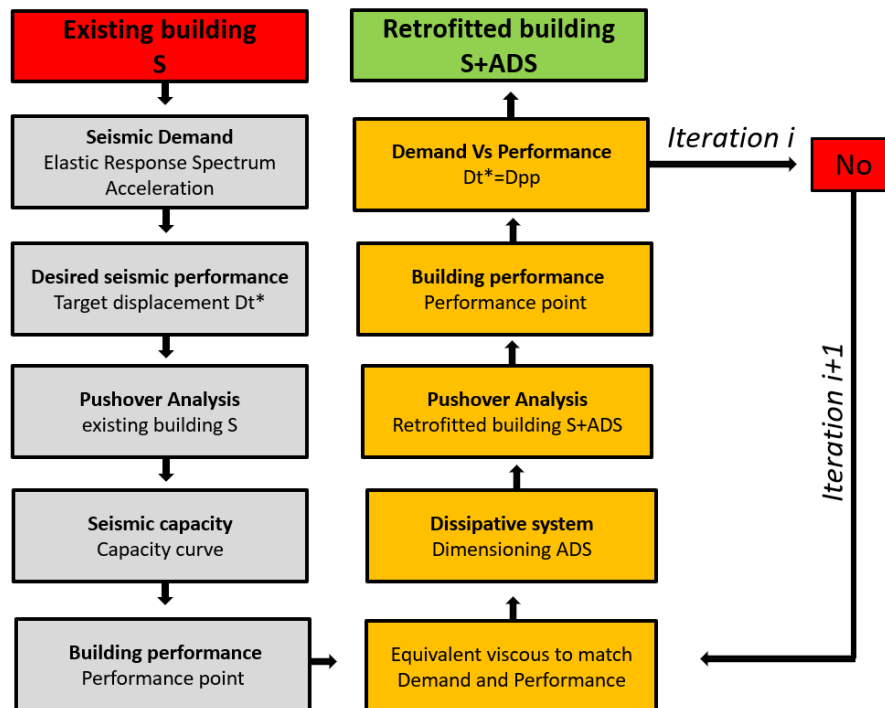 Existing building
S
Seismic Demand
Elastic Response Spectrum
Acceleration
Desired seismic performance
Target displacement Dt*
Pushover Analysis
existing building S
Seismic capacity
Capacity curve
Building performance
Performance point
Retrofitted building
S+ADS
Demand Vs Performance
Dt*=Dpp
Building performance
Performance point
Pushover Analysis
Retrofitted building S+ADS
Dissipative system
Dimensioning ADS
Equivalent viscous to match
Demand and Performance
Iteration i
No
Iteration i+1